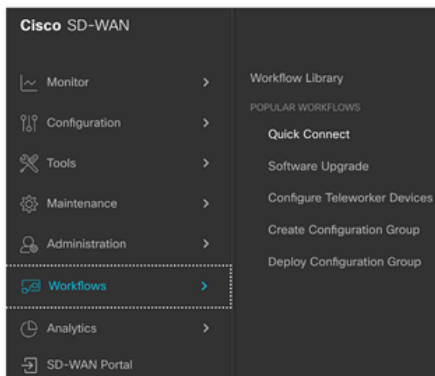 Cisco SD-WAN
Monitor
Configuration
Tools
Maintenance
Administration
Workflows
Analytics
SD-WAN Portal
Workflow Library
POPULAR WORKFLOWS
Quick Connect
Software Upgrade
Configure Teleworker Devices
Create Configuration Group
Deploy Configuration Group